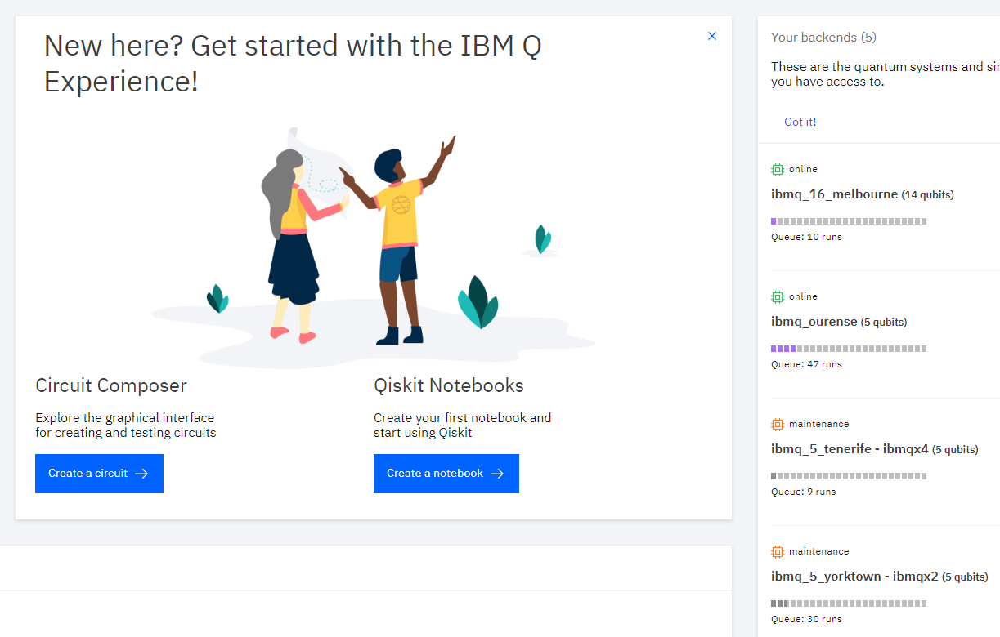 New here? Get started with the IBM Q
Experience!
Circuit Composer
Explore the graphical interface
for creating and testing circuits
Create a circuit →
Qiskit Notebooks
Create your first notebook and
start using Qiskit
Create a notebook →
Your backends (5)
These are the quantum systems and
you have access to.
Got it!
online
ibmq_16_melbourne (14 qubits)
Queue: 10 runs
online
ibmq_ourense (5 qubits)
Queue: 47 runs
maintenance
ibmq_5_tenerife - ibmqx4 (5 qubits)
Queue: 9 runs
maintenance
ibmq_5_yorktown - ibmqx2 (5 qubits)
Queue: 30 runs